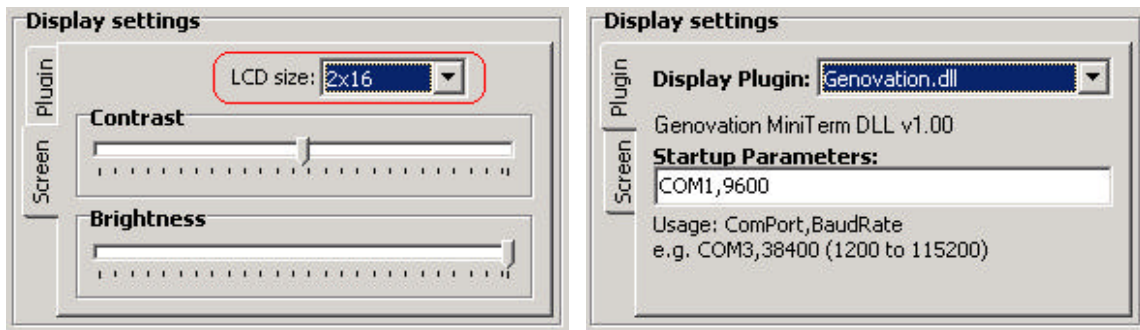 Display settings
Plugin
Screen
LCD size: 2x16
Contrast
Brightness
Display settings
Plugin
Screen
Display Plugin: Genovation.dll
Genovation MiniTerm DLL v1.00
Startup Parameters:
COM1,9600
Usage: ComPort,BaudRate
e.g. COM3,38400 (1200 to 115200)